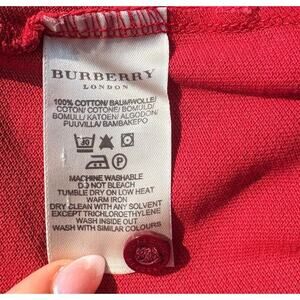 BURBERRY
LONDON
100% COTTON/BAUMWOLLE/
COTON/COTONE/BOMULD/
BOMULL/KATOEN/ALGODON/
PUUVILLA/BAMBAKEPO
MACHINE WASHABLE
DO NOT BLEACH
TUMBLE DRY ON LOW HEAT
WARM IRON
DRY CLEAN WITH ANY SOLVENT
EXCEPT TRICHLOROETHYLENE
WASH INSIDE OUT
WASH WITH SIMILAR COLOURS